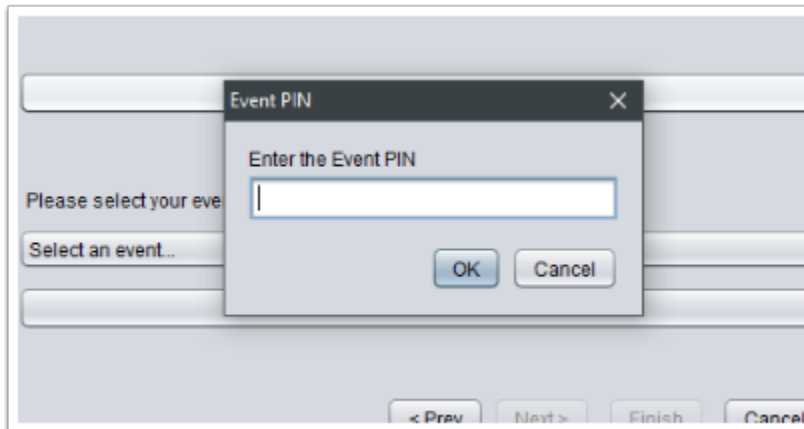 Event PIN
Enter the Event PIN
Please select your eve
Select an event...
OK Cancel
< Prev Next > Finish Cancel